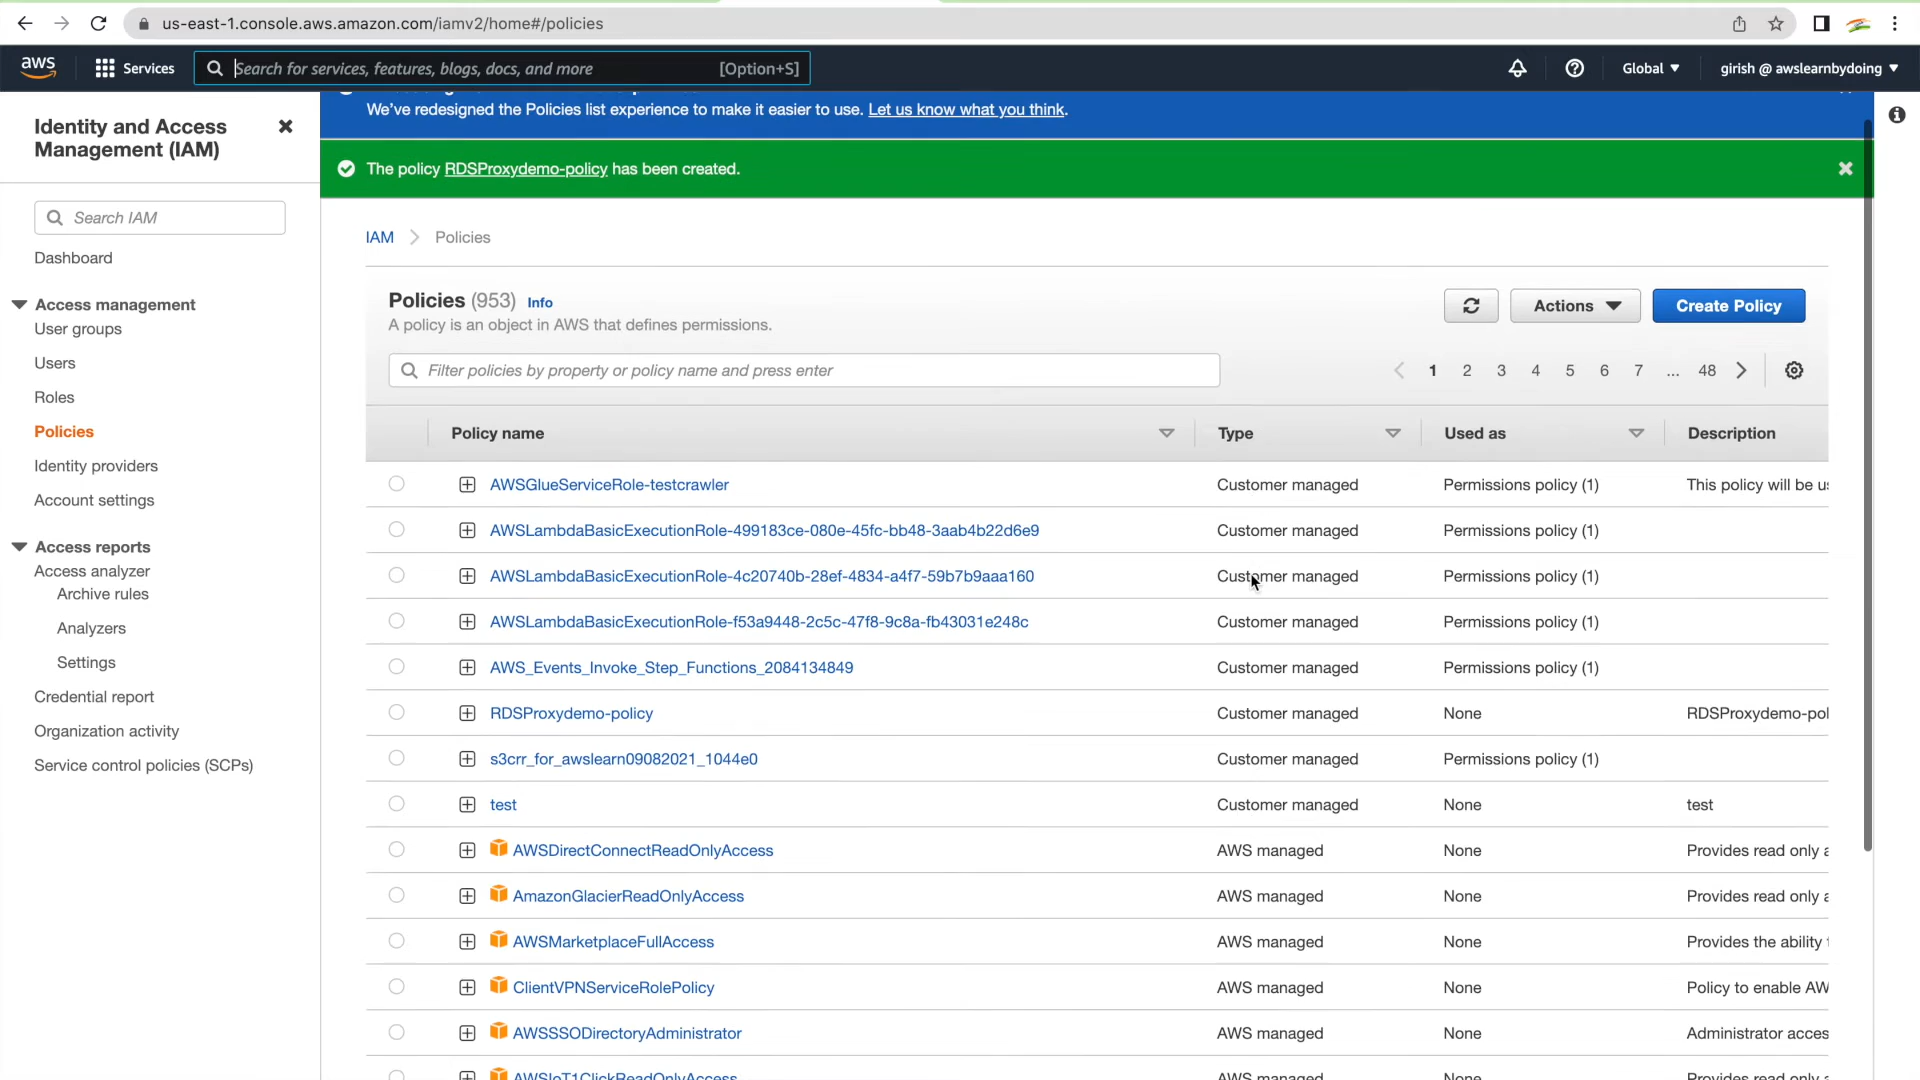 us-east-1.console.aws.amazon.com/iamv2/home#/policies
aws
Services
Search for services, features, blogs, docs, and more
[Option+S]
Global
girish @ awslearnbydoing
Identity and Access
Management (IAM)
Search IAM
Dashboard
Access management
User groups
Users
Roles
Policies
Identity providers
Account settings
Access reports
Access analyzer
Archive rules
Analyzers
Settings
Credential report
Organization activity
Service control policies (SCPs)
We've redesigned the Policies list experience to make it easier to use. Let us know what you think.
The policy RDSProxydemo-policy has been created.
IAM Policies
Policies (953) Info
A policy is an object in AWS that defines permissions.
Actions
Create Policy
Filter policies by property or policy name and press enter
1 2 3 4 5 6 7 ... 48
Policy name Type Used as Description
AWSGlueServiceRole-testcrawler Customer managed Permissions policy (1) This policy will be u
AWSLambdaBasicExecutionRole-499183ce-080e-45fc-bb48-3aab4b22d6e9 Customer managed Permissions policy (1)
AWSLambdaBasicExecutionRole-4c20740b-28ef-4834-a4f7-59b7b9aaa160 Customer managed Permissions policy (1)
AWSLambdaBasicExecutionRole-f53a9448-2c5c-47f8-9c8a-fb43031e248c Customer managed Permissions policy (1)
AWS_Events_Invoke_Step_Functions_2084134849 Customer managed Permissions policy (1)
RDSProxydemo-policy Customer managed None RDSProxydemo-pol
s3crr_for_awslearn09082021_1044e0 Customer managed Permissions policy (1)
test Customer managed None test
AWSDirectConnectReadOnlyAccess AWS managed None Provides read only a
AmazonGlacierReadOnlyAccess AWS managed None Provides read only a
AWSMarketplaceFullAccess AWS managed None Provides the ability
ClientVPNServiceRolePolicy AWS managed None Policy to enable AW
AWSSSODirectoryAdministrator AWS managed None Administrator acces
AWSIoT1ClickReadOnlyAccess AWS managed None Provides read only a